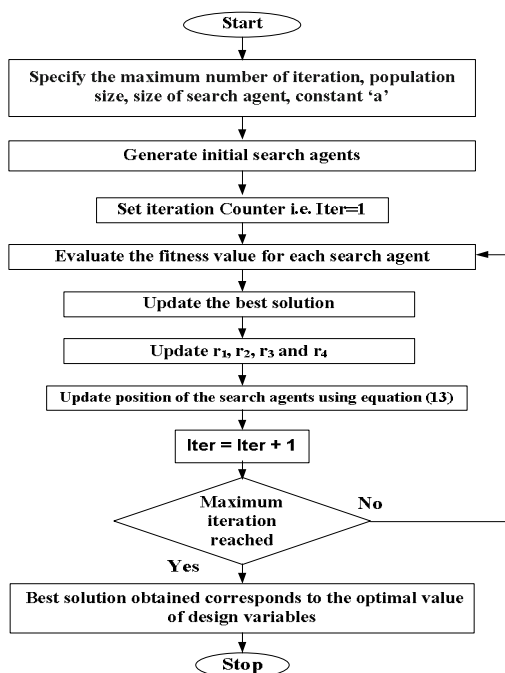 Start
Specify the maximum number of iteration, population
size, size of search agent, constant ‘a’
Generate initial search agents
Set iteration Counter i.e. Iter=1
Evaluate the fitness value for each search agent
Update the best solution
Update r₁, r₂, r₃ and r₄
Update position of the search agents using equation (13)
Iter = Iter + 1
Maximum
iteration
reached
No
Yes
Best solution obtained corresponds to the optimal value
of design variables
Stop